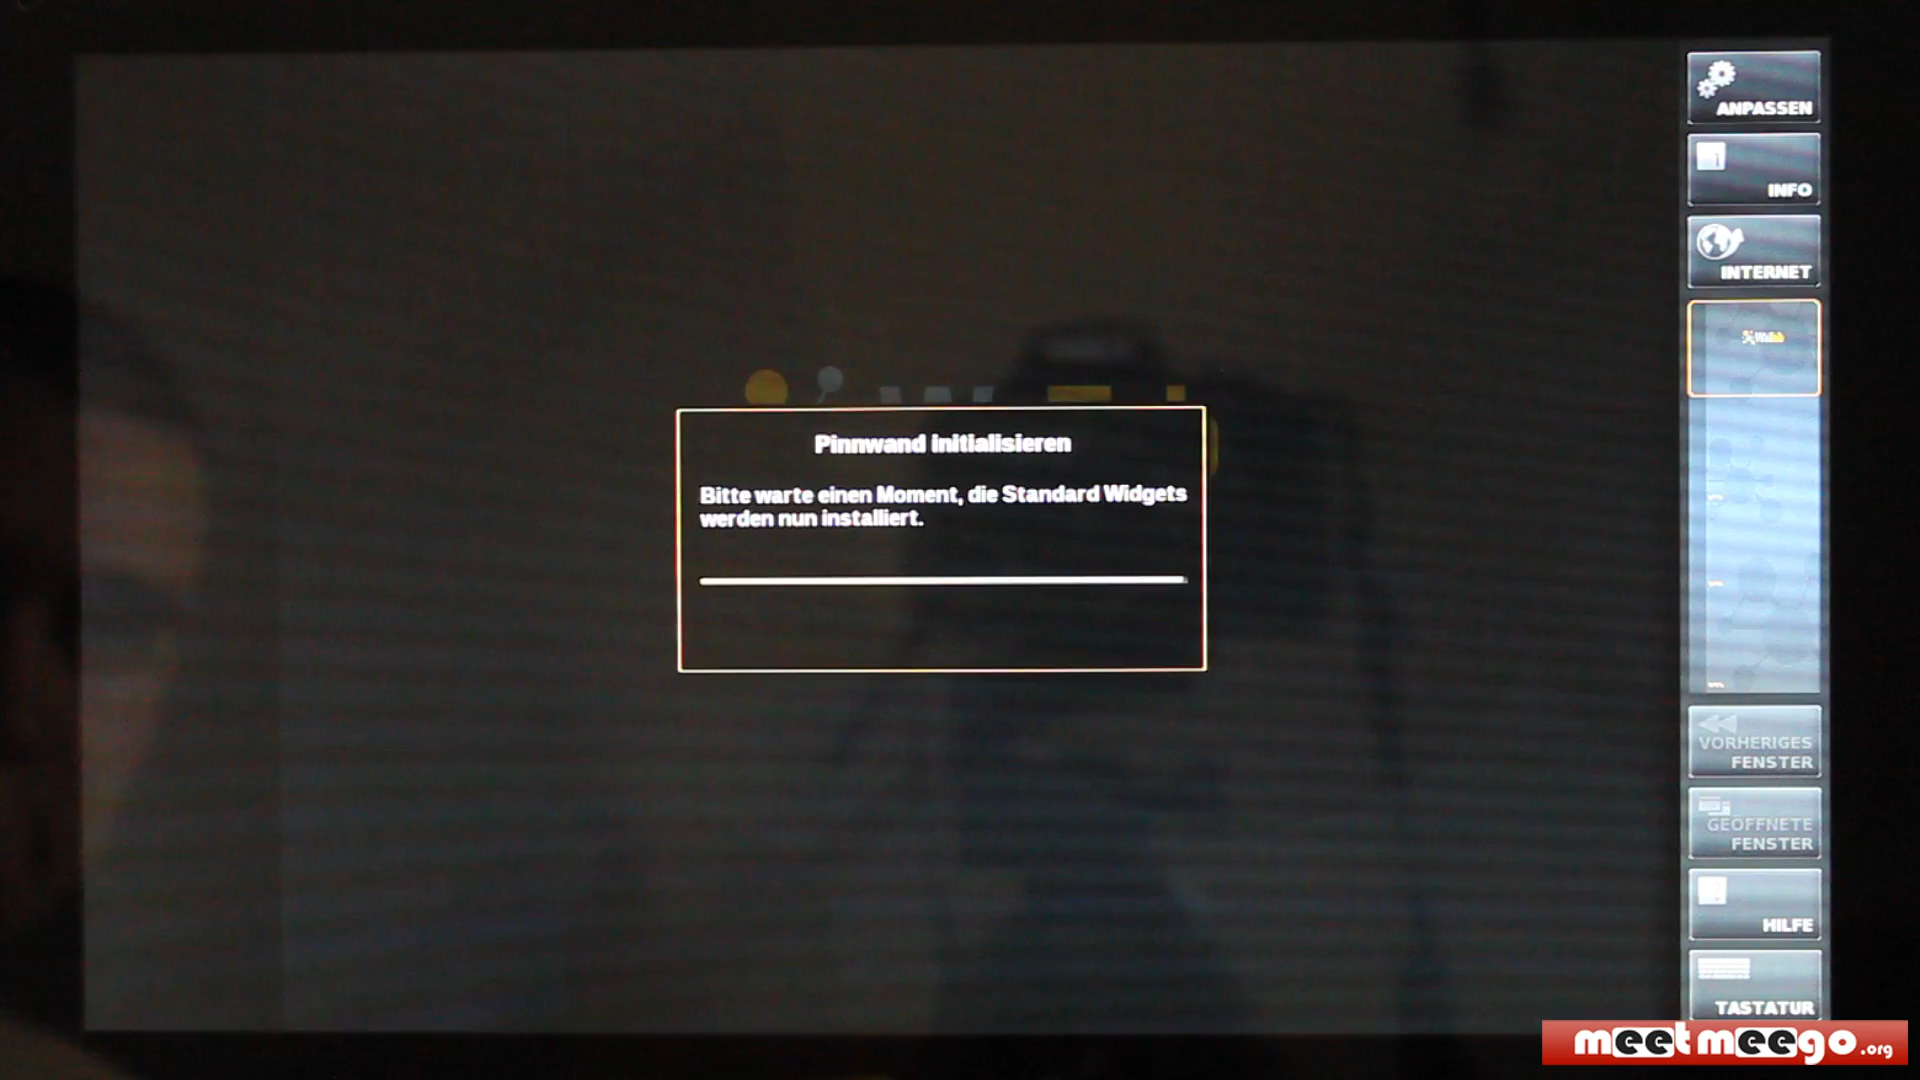 ANPASSEN
INFO
INTERNET
Pinnwand initialisieren
Bitte warte einen Moment, die Standard Widgets
werden nun installiert.
VORHERIGES
FENSTER
GEÖFFNETE
FENSTER
HILFE
TASTATUR
meetmeego.org